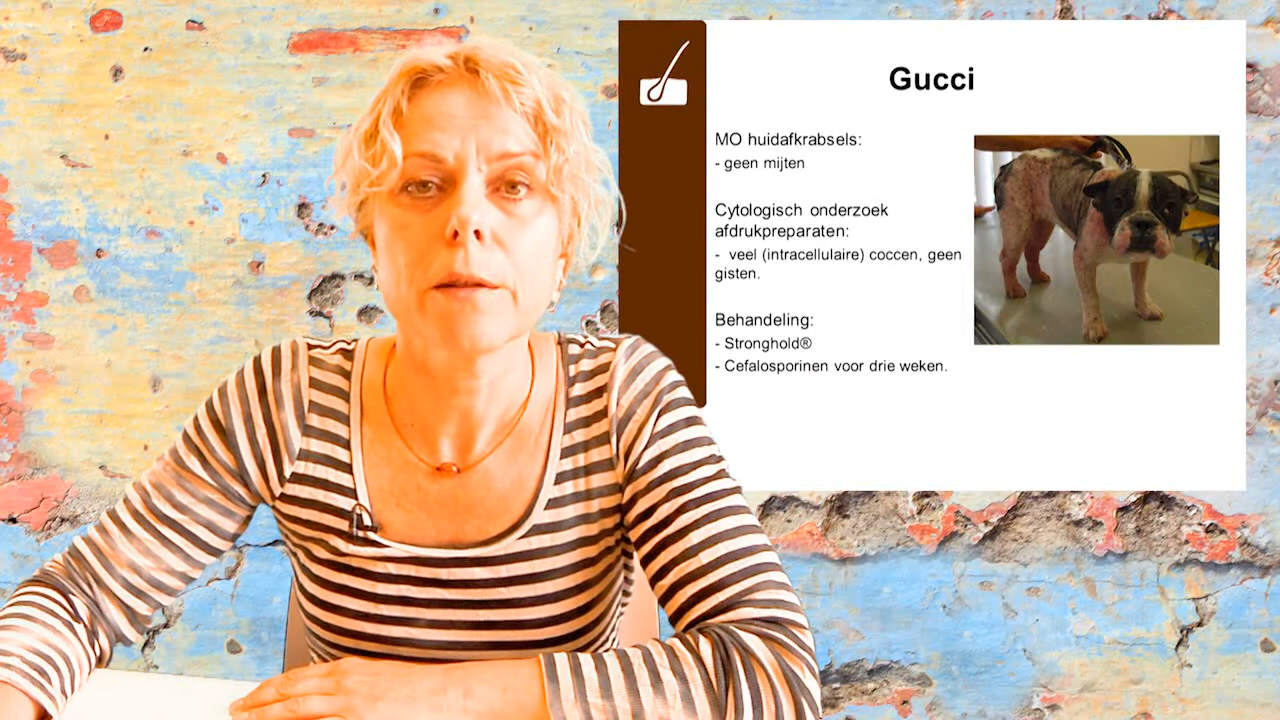 Gucci
MO huidafkrabsels:
- geen mijten
Cytologisch onderzoek
afdrukpreparaten:
- veel (intracellulaire) coccen, geen
gisten.
Behandeling:
- Stronghold®
- Cefalosporinen voor drie weken.